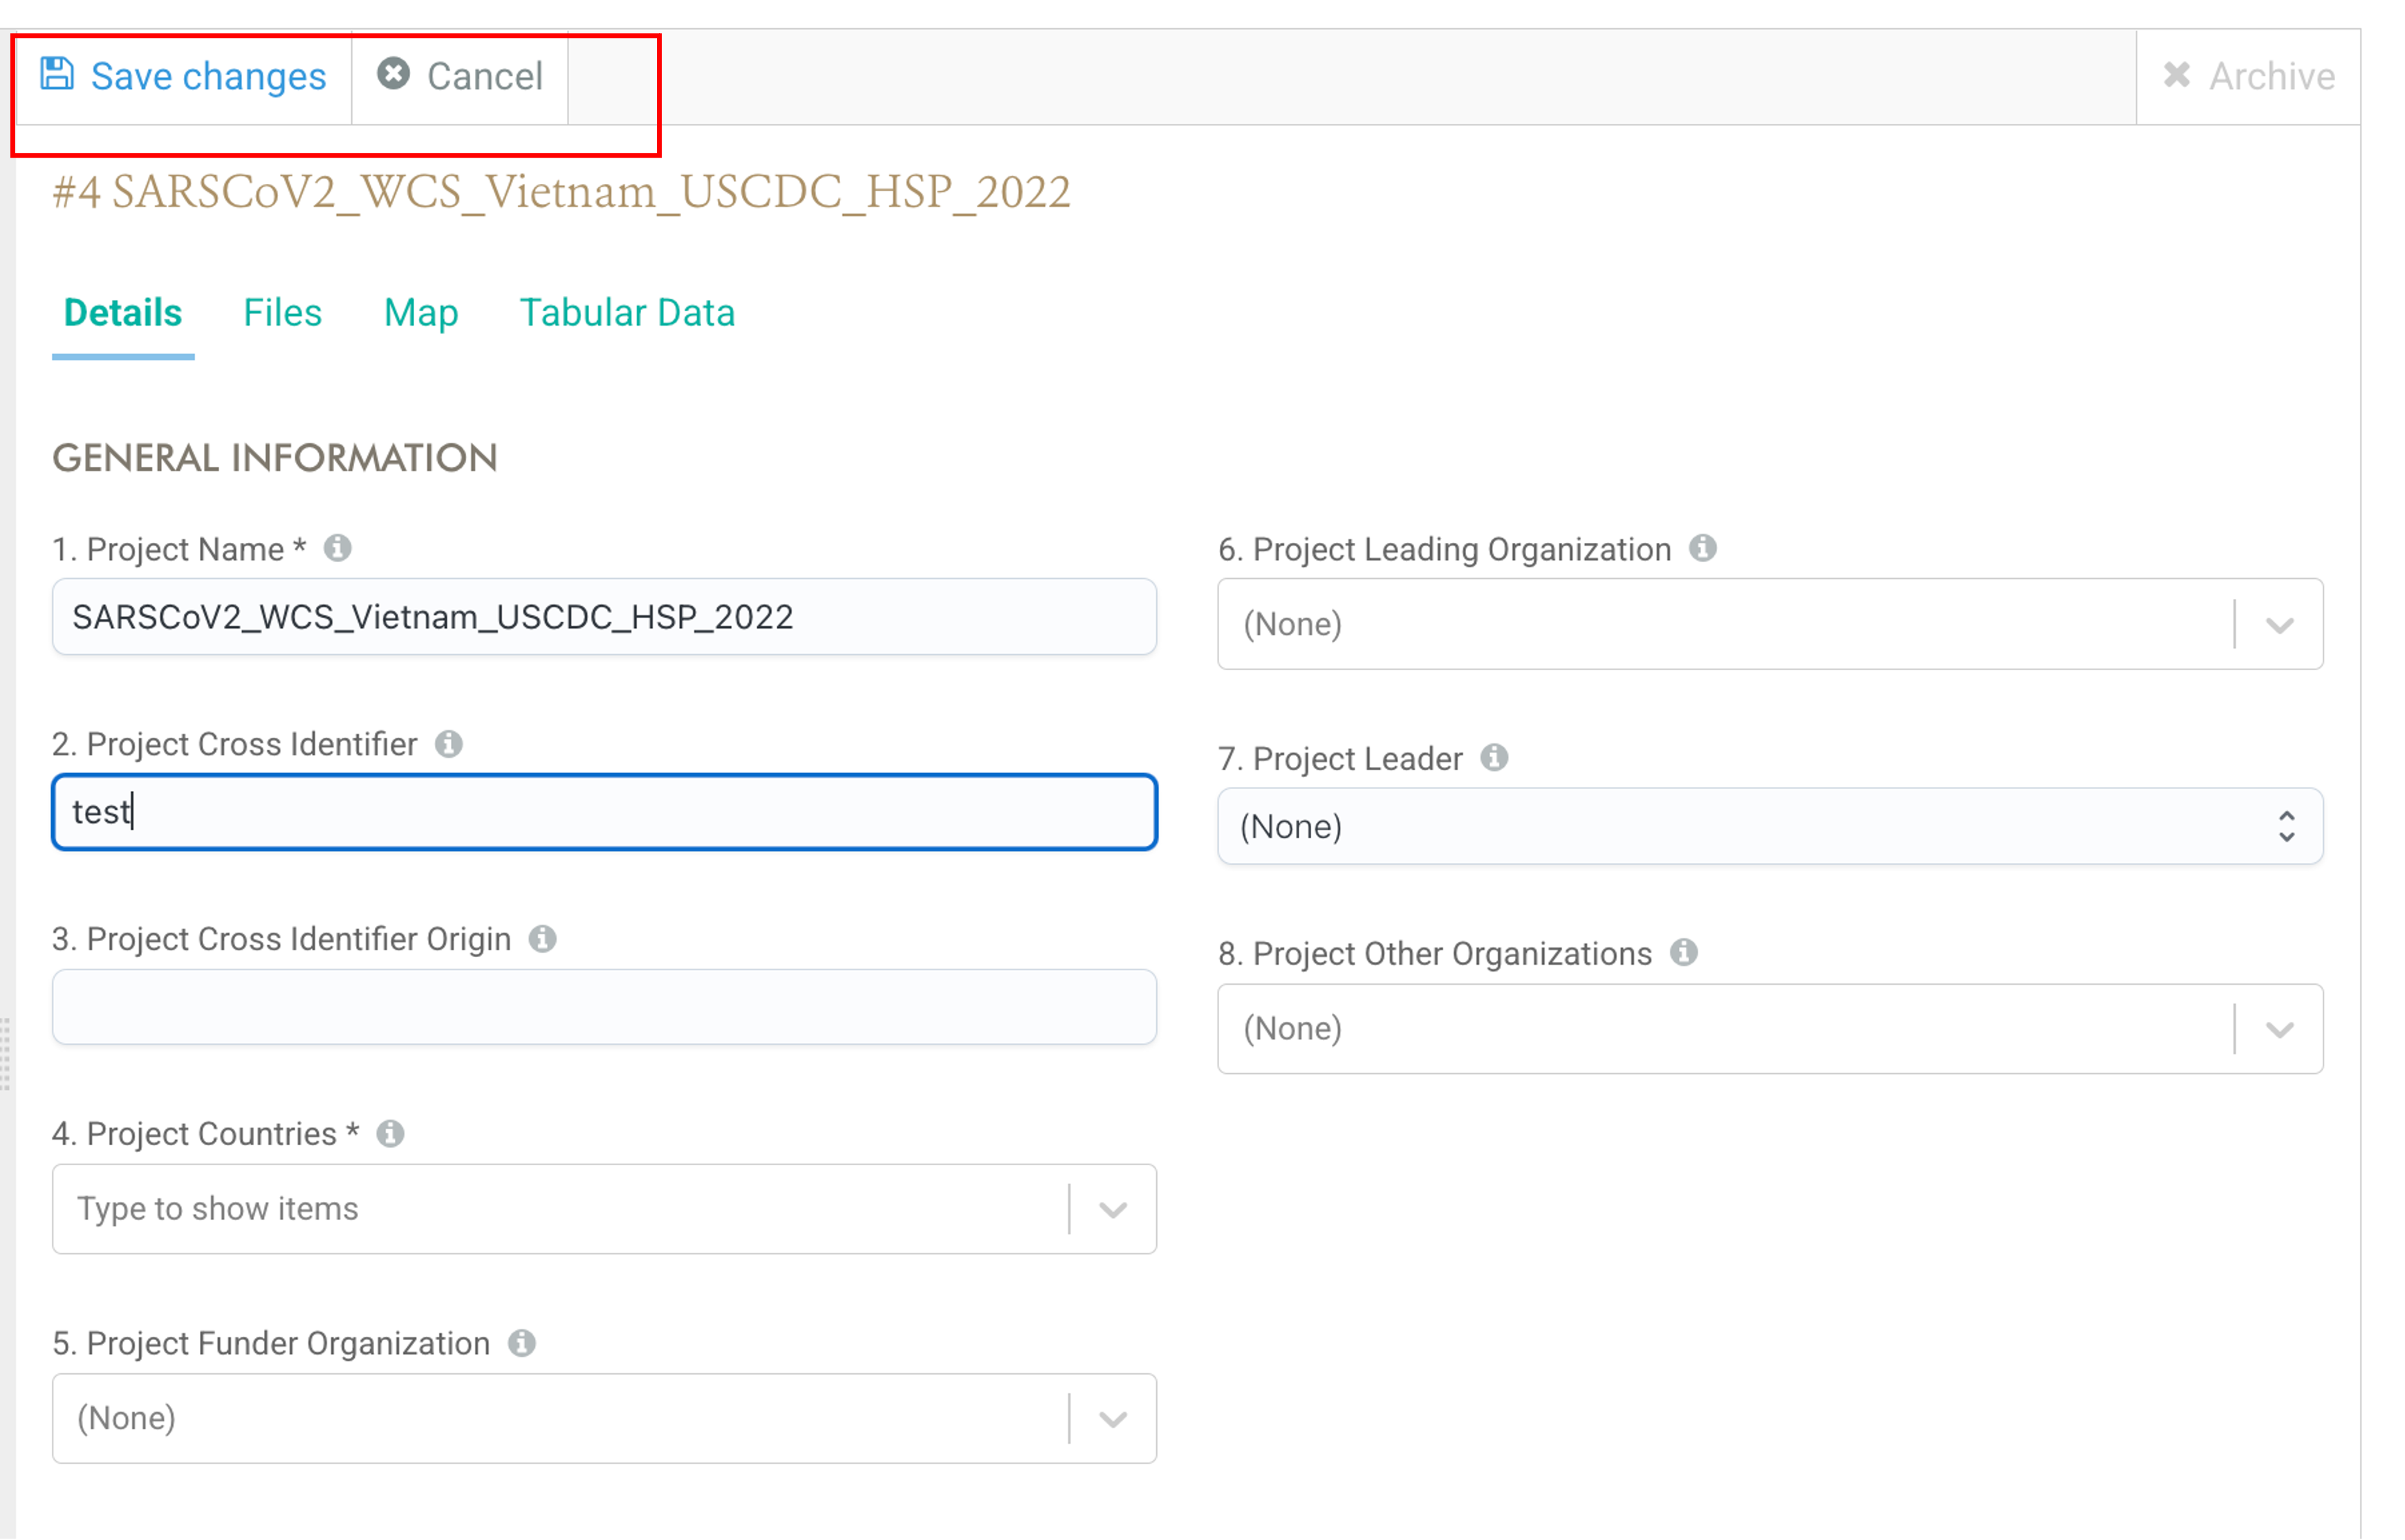 Save changes
Cancel
Archive
#4 SARSCoV2_WCS_Vietnam_USCDC_HSP_2022
Details
Files
Map
Tabular Data
GENERAL INFORMATION
1. Project Name *
SARSCoV2_WCS_Vietnam_USCDC_HSP_2022
2. Project Cross Identifier
test
3. Project Cross Identifier Origin
4. Project Countries *
Type to show items
5. Project Funder Organization
(None)
6. Project Leading Organization
(None)
7. Project Leader
(None)
8. Project Other Organizations
(None)